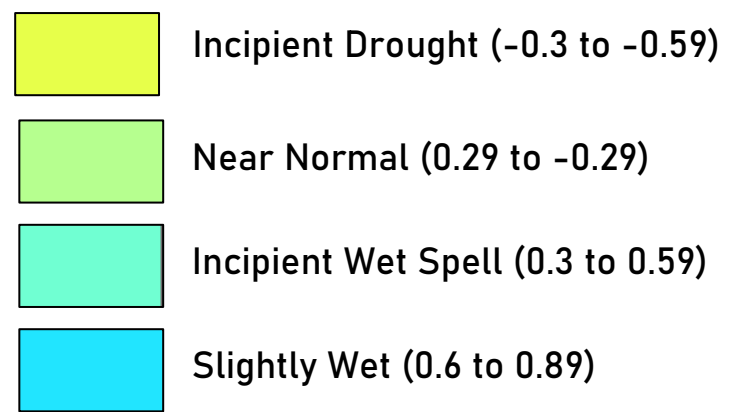 Incipient Drought (-0.3 to -0.59)
Near Normal (0.29 to -0.29)
Incipient Wet Spell (0.3 to 0.59)
Slightly Wet (0.6 to 0.89)